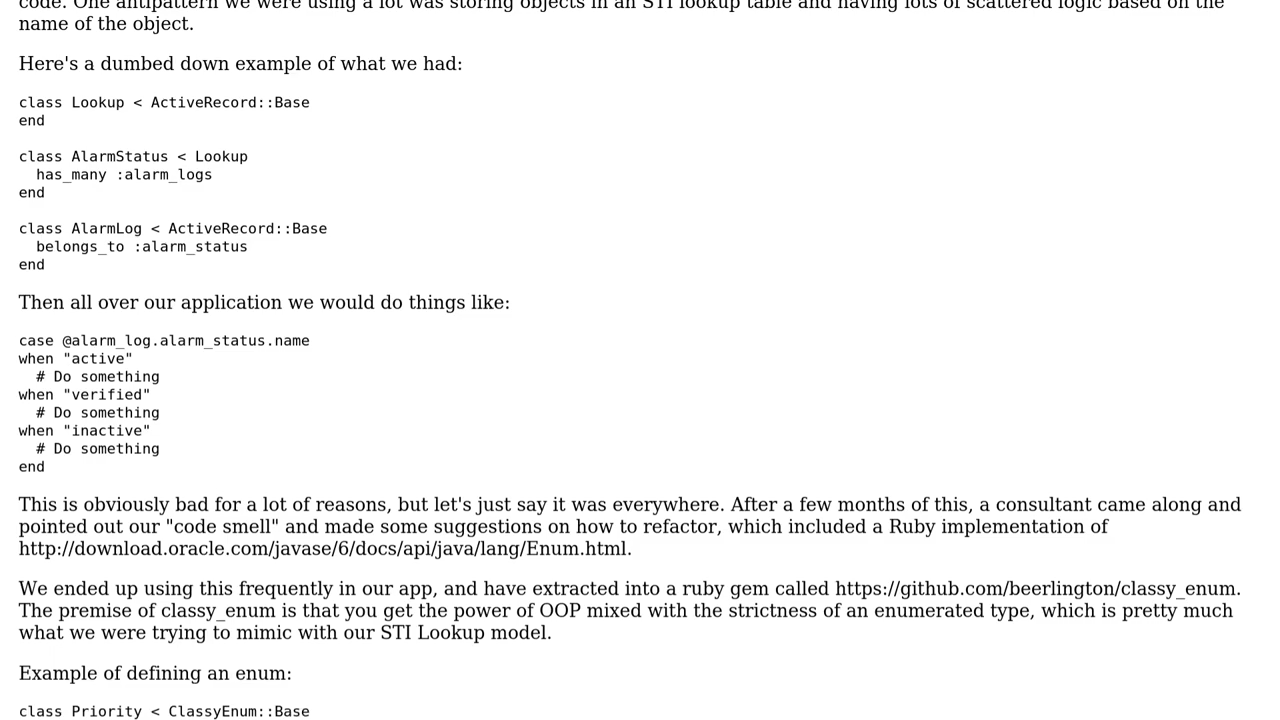 code. One antipattern we were using a lot was storing objects in an STI lookup table and having lots of scattered logic based on the
name of the object.
Here's a dumbed down example of what we had:
class Lookup < ActiveRecord::Base
end
class AlarmStatus < Lookup
  has_many :alarm_logs
end
class AlarmLog < ActiveRecord::Base
  belongs_to :alarm_status
end
Then all over our application we would do things like:
case @alarm_log.alarm_status.name
when "active"
  # Do something
when "verified"
  # Do something
when "inactive"
  # Do something
end
This is obviously bad for a lot of reasons, but let's just say it was everywhere. After a few months of this, a consultant came along and
pointed out our "code smell" and made some suggestions on how to refactor, which included a Ruby implementation of
http://download.oracle.com/javase/6/docs/api/java/lang/Enum.html.
We ended up using this frequently in our app, and have extracted into a ruby gem called https://github.com/beerlington/classy_enum.
The premise of classy_enum is that you get the power of OOP mixed with the strictness of an enumerated type, which is pretty much
what we were trying to mimic with our STI Lookup model.
Example of defining an enum:
class Priority < ClassyEnum::Base